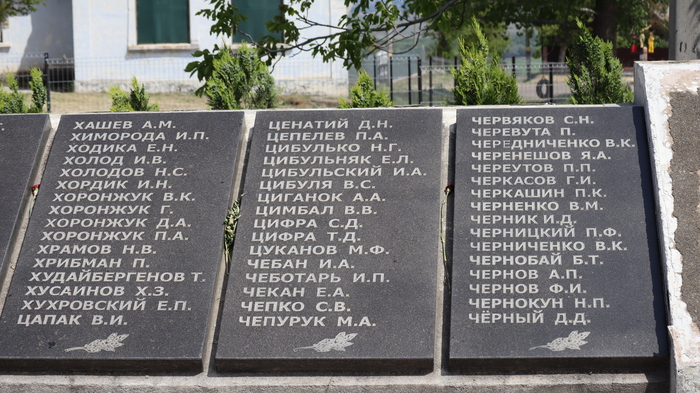 ХАШЕВ А.М.
ХАМОРОДА И.П.
ХОДИКА Е.Н.
ХОЛОД И.В.
ХОЛОДОВ Н.С.
ХОРДИК И.Н.
ХОРОНЖУК В.К.
ХОРОНЖУК Г.
ХОРОНЖУК Д.А.
ХОРОНЖУК П.А.
ХРАМОВ Н.В.
ХРИБМАН П.
ХУДАЙБЕРГЕНОВ Т.
ХУСАИНОВ Х.З.
ХУХРОВСКИЙ Е.П.
ЦАПАК В.И.
ЦЕНАТИЙ Д.Н.
ЦЕПЕЛЕВ П.А.
ЦИБУЛЬКО Н.Г.
ЦИБУЛЬНЯК Е.Л.
ЦИБУЛЬСКИЙ И.А.
ЦИБУЛЯ В.С.
ЦИГАНОК А.А.
ЦИМБАЛ В.В.
ЦИФРА С.Д.
ЦИФРА Т.Д.
ЦУКАНОВ М.Ф.
ЧЕБАН И.А.
ЧЕБОТАРЬ И.П.
ЧЕКАН Е.А.
ЧЕПКО С.В.
ЧЕПУРУК М.А.
ЧЕРВЯКОВ С.Н.
ЧЕРЕВУТА П.
ЧЕРЕДНИЧЕНКО В.К.
ЧЕРЕНЕШОВ Я.А.
ЧЕРЕУТОВ П.П.
ЧЕРКАСОВ Г.И.
ЧЕРКАШИН П.К.
ЧЕРНЕНКО В.М.
ЧЕРНИК И.Д.
ЧЕРНИЦКИЙ П.Ф.
ЧЕРНИЧЕНКО В.К.
ЧЕРНОБАЙ Б.Т.
ЧЕРНОВ А.П.
ЧЕРНОВ Ф.И.
ЧЕРНОКУН Н.П.
ЧЁРНЫЙ Д.Д.